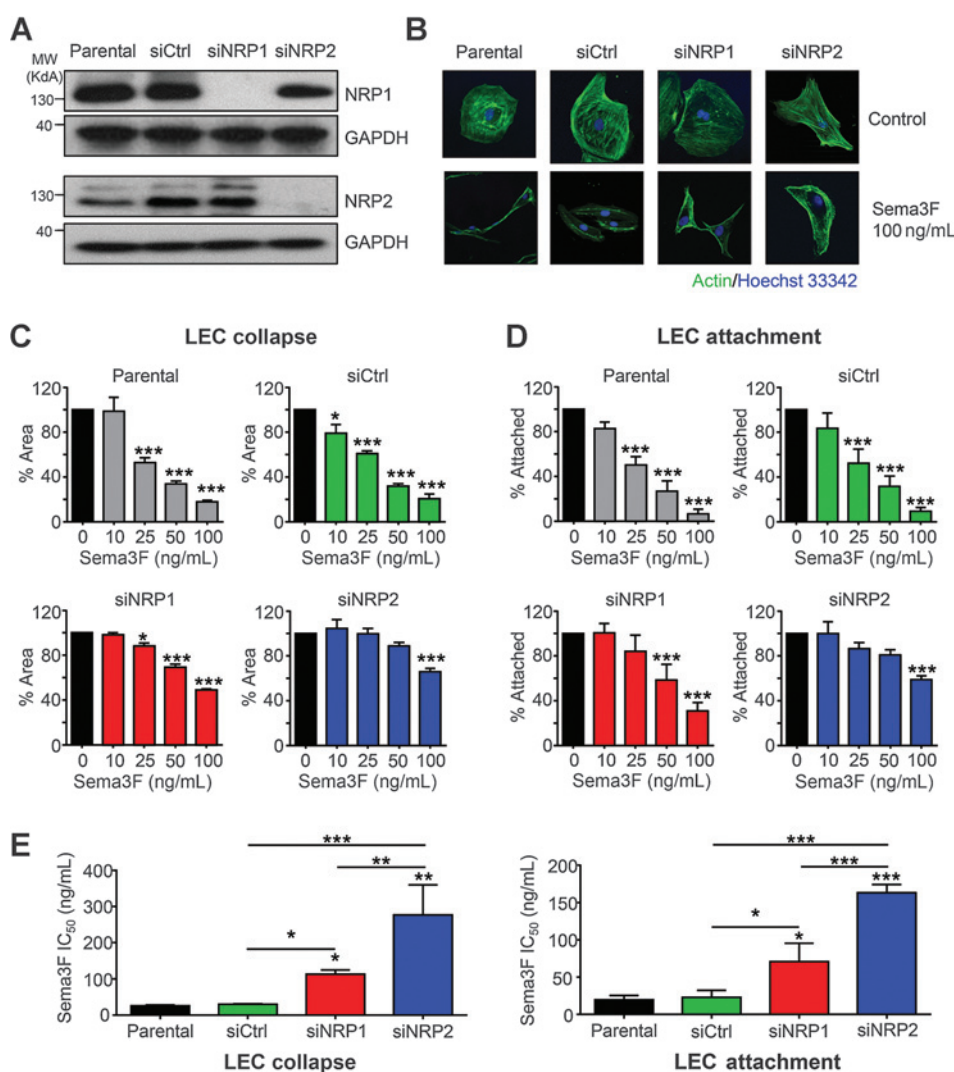 A
Parental siCtrl siNRP1 siNRP2
MW
(KdA)
130
NRP1
40
GAPDH
130
NRP2
40
GAPDH
B
Parental siCtrl siNRP1 siNRP2
Control
Sema3F
100 ng/mL
Actin/Hoechst 33342
C
LEC collapse
Parental
% Area
120
80
40
0
0 10 25 50 100
*** *** ***
Sema3F (ng/mL)
siCtrl
% Area
120
80
40
0
0 10 25 50 100
* *** *** ***
Sema3F (ng/mL)
siNRP1
% Area
120
80
40
0
0 10 25 50 100
* *** ***
Sema3F (ng/mL)
siNRP2
% Area
120
80
40
0
0 10 25 50 100
***
Sema3F (ng/mL)
D
LEC attachment
Parental
% Attached
120
80
40
0
0 10 25 50 100
*** *** ***
Sema3F (ng/mL)
siCtrl
% Attached
120
80
40
0
0 10 25 50 100
*** *** ***
Sema3F (ng/mL)
siNRP1
% Attached
120
80
40
0
0 10 25 50 100
*** ***
Sema3F (ng/mL)
siNRP2
% Attached
120
80
40
0
0 10 25 50 100
***
Sema3F (ng/mL)
E
Sema3F IC50 (ng/mL)
400
300
200
100
0
***
**
**
*
*
Parental siCtrl siNRP1 siNRP2
LEC collapse
Sema3F IC50 (ng/mL)
200
150
100
50
0
***
***
***
*
*
Parental siCtrl siNRP1 siNRP2
LEC attachment